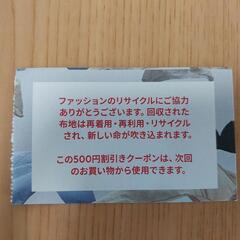 ファッションのリサイクルにご協力
ありがとうございます。回収された
布地は再着用・再利用・リサイクル
され、新しい命が吹き込まれます。
この500円割引きクーポンは、次回
のお買い物から使用できます。